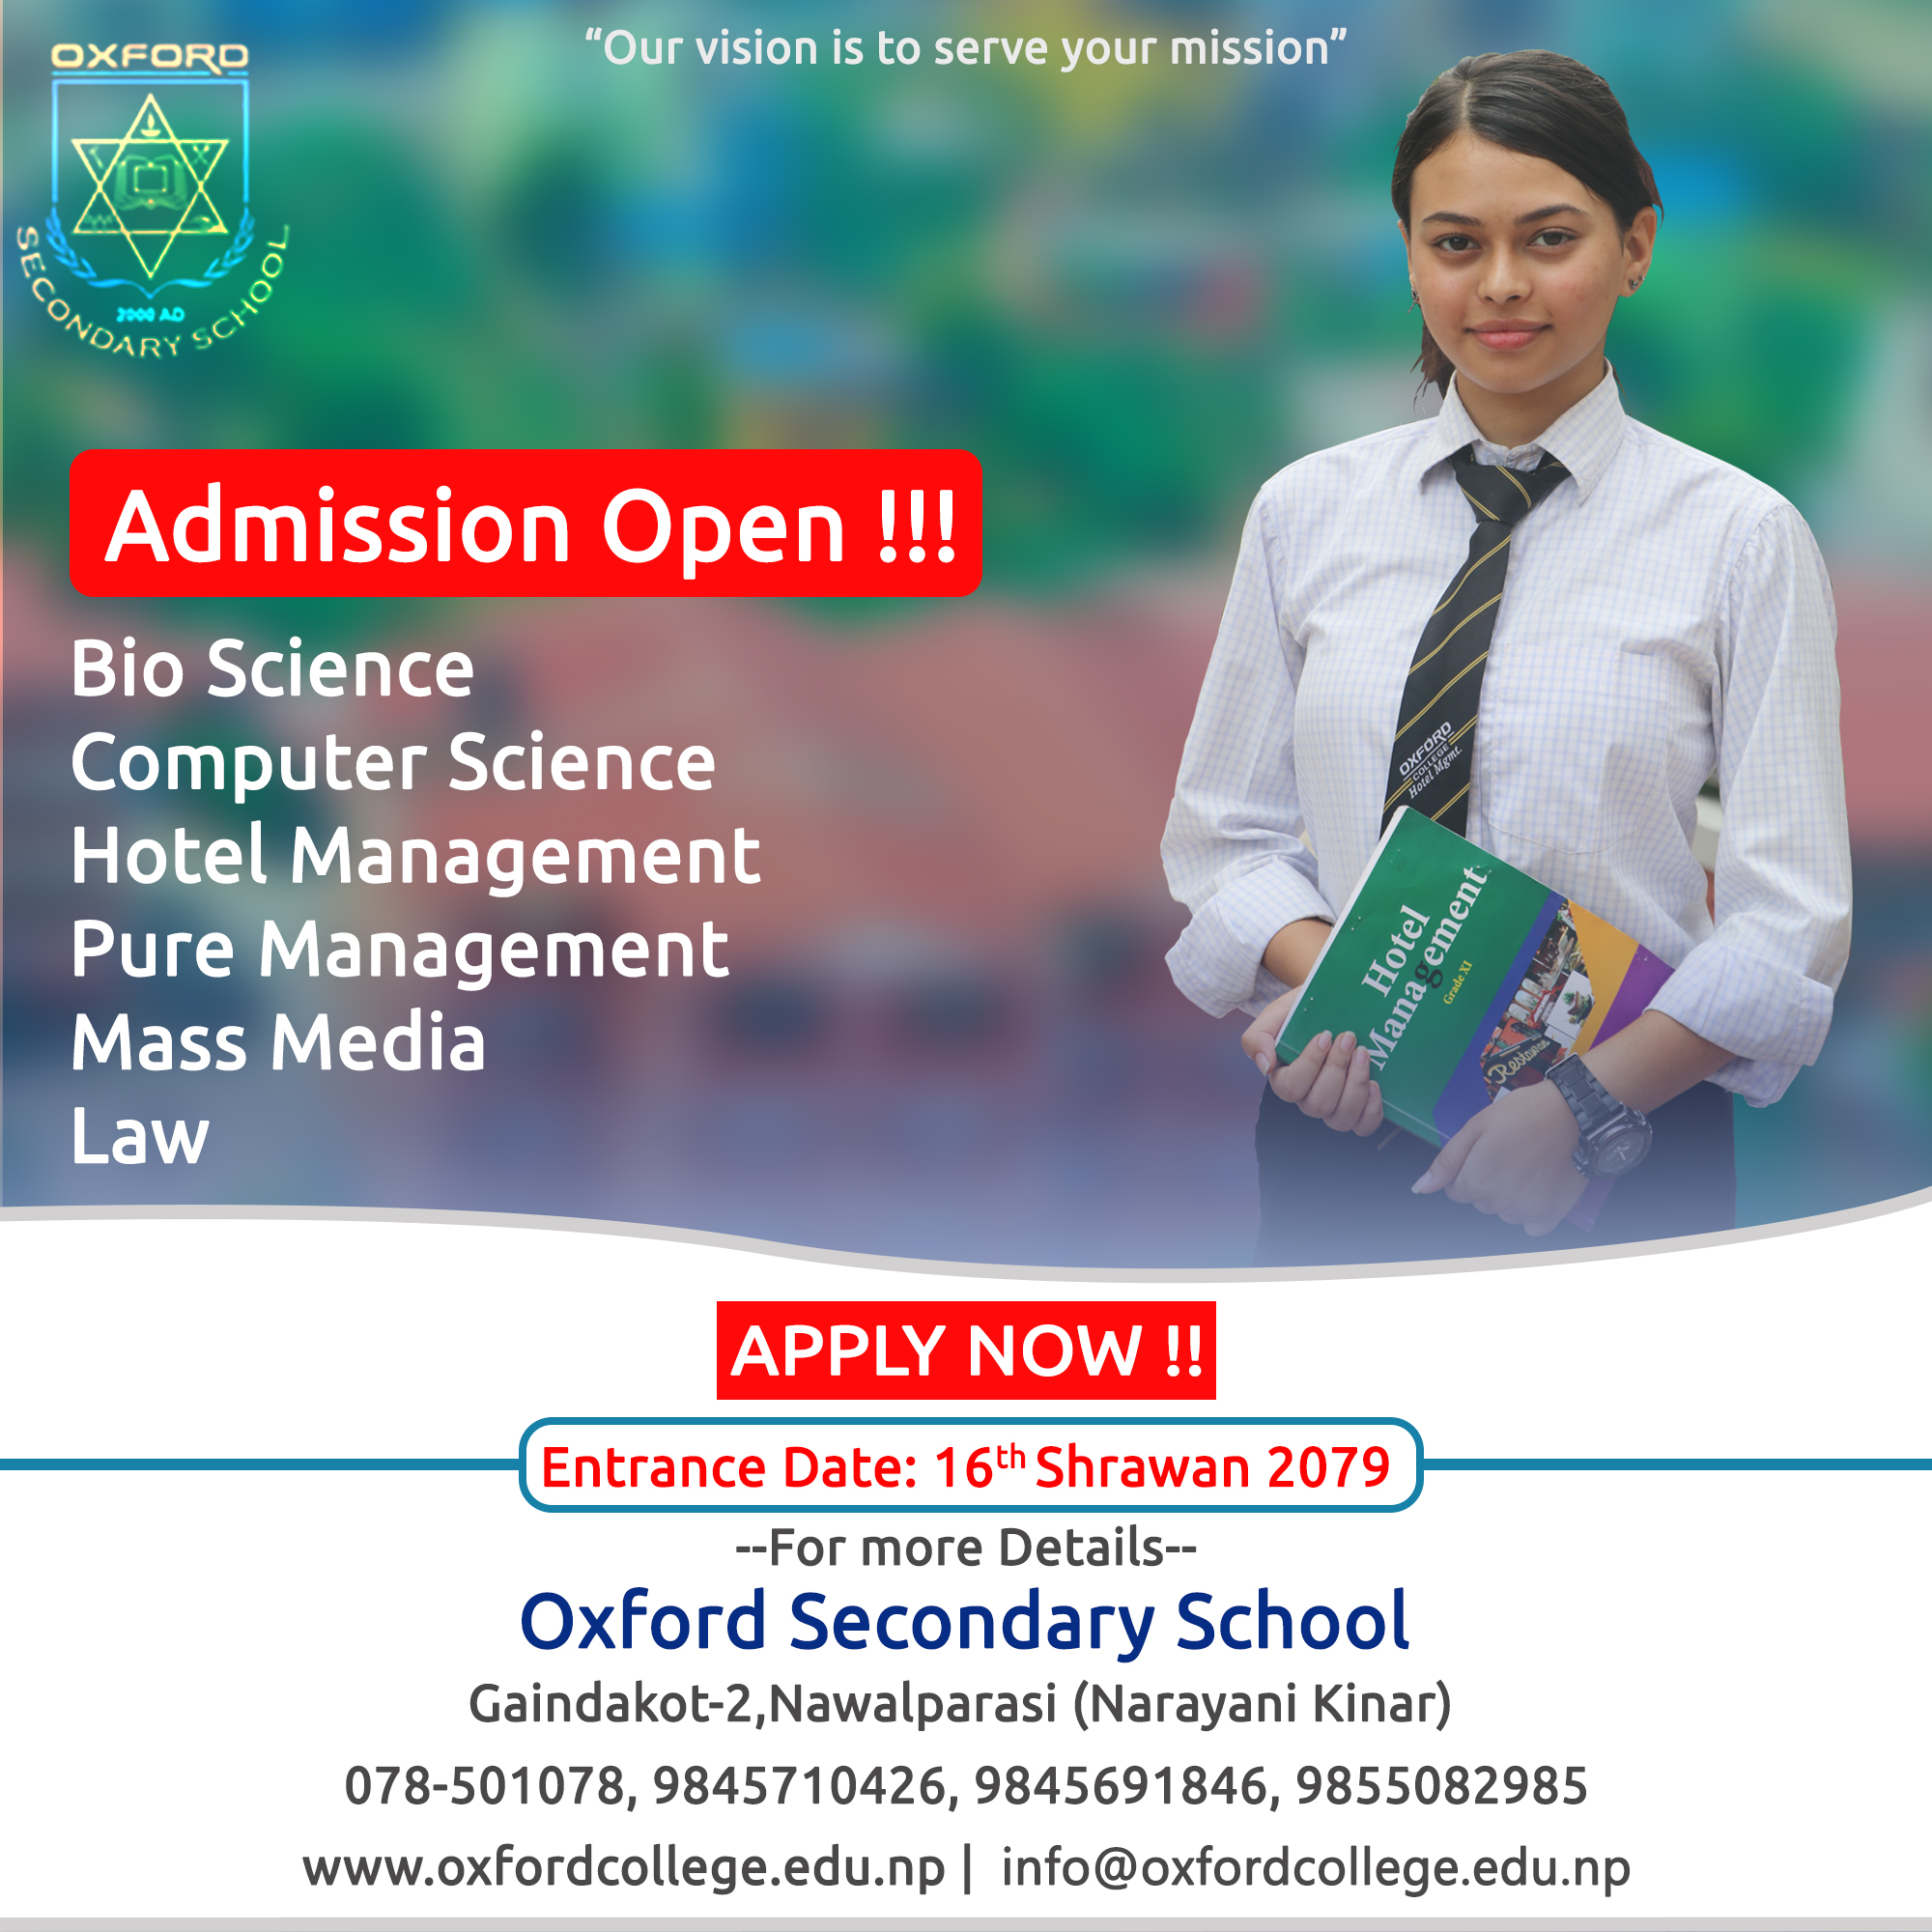 “Our vision is to serve your mission”
OXFORD
2000 AD
SECONDARY SCHOOL
Admission Open !!!
Bio Science
Computer Science
Hotel Management
Pure Management
Mass Media
Law
OXFORD
COLLEGE
Hotel Mgmt.
Hotel
Management
Grade XI
APPLY NOW !!
Entrance Date: 16th Shrawan 2079
--For more Details--
Oxford Secondary School
Gaindakot-2,Nawalparasi (Narayani Kinar)
078-501078, 9845710426, 9845691846, 9855082985
www.oxfordcollege.edu.np | info@oxfordcollege.edu.np